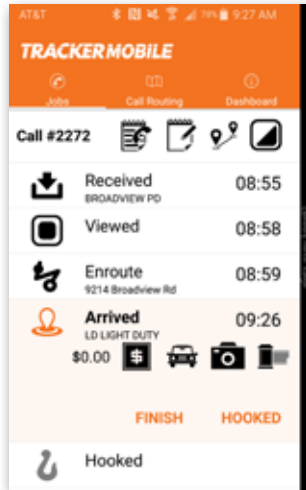 AT&T 78% 9:27 AM
TRACKERMOBILE
Jobs Call Routing Dashboard
Call #2272
Received 08:55
BROADVIEW PD
Viewed 08:58
Enroute 08:59
9214 Broadview Rd
Arrived 09:26
LD LIGHT DUTY
$0.00 $
FINISH HOOKED
Hooked